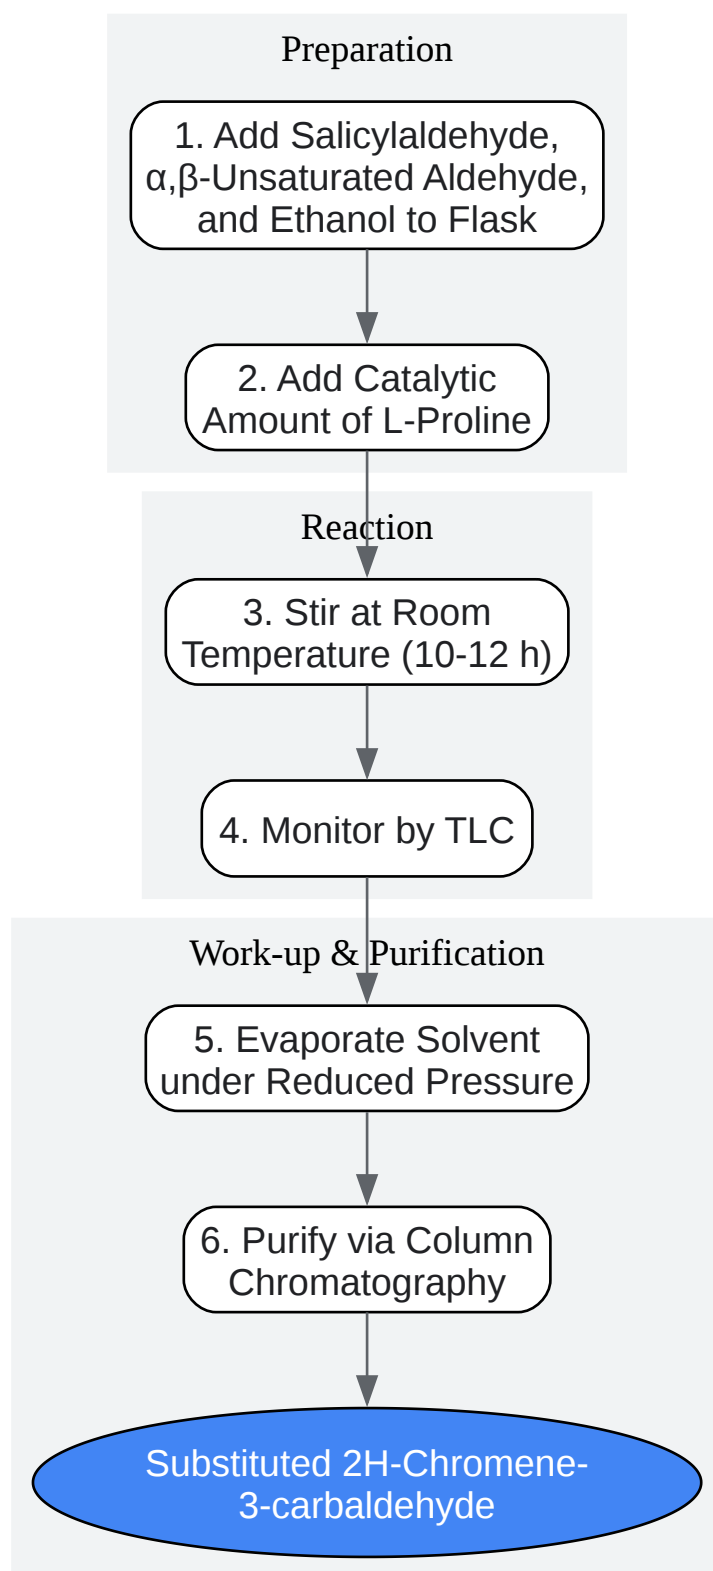 Preparation
1. Add Salicylaldehyde,
α,β-Unsaturated Aldehyde,
and Ethanol to Flask
2. Add Catalytic
Amount of L-Proline
Reaction
3. Stir at Room
Temperature (10-12 h)
4. Monitor by TLC
Work-up & Purification
5. Evaporate Solvent
under Reduced Pressure
6. Purify via Column
Chromatography
Substituted 2H-Chromene-
3-carbaldehyde